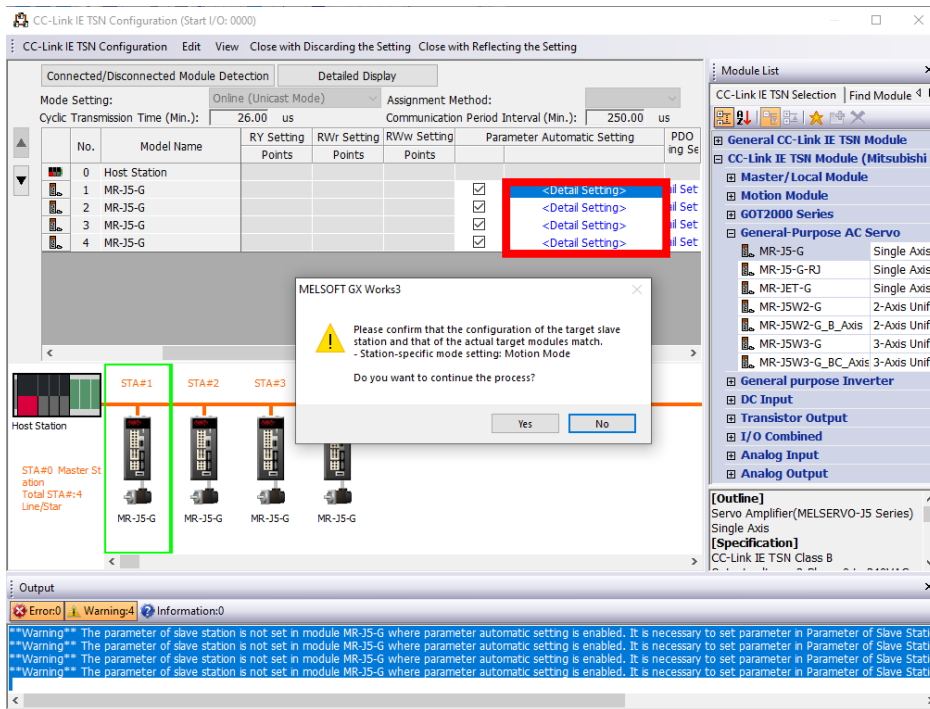 CC-Link IE TSN Configuration (Start I/O: 0000)
CC-Link IE TSN Configuration Edit View Close with Discarding the Setting Close with Reflecting the Setting
Connected/Disconnected Module Detection Detailed Display
Mode Setting: Online (Unicast Mode) Assignment Method:
Cyclic Transmission Time (Min.): 26.00 us Communication Period Interval (Min.): 250.00 us
No. Model Name RY Setting RWr Setting RWw Setting Parameter Automatic Setting PDO
Points Points Points ing Se
0 Host Station
1 MR-J5-G <Detail Setting> il Set
2 MR-J5-G <Detail Setting> il Set
3 MR-J5-G <Detail Setting> il Set
4 MR-J5-G <Detail Setting> il Set
MELSOFT GX Works3
Please confirm that the configuration of the target slave
station and that of the actual target modules match.
- Station-specific mode setting: Motion Mode
Do you want to continue the process?
Yes No
STA#1 STA#2 STA#3
Host Station
STA#0 Master St
ation
Total STA#:4
Line/Star
MR-J5-G MR-J5-G MR-J5-G MR-J5-G
Module List
CC-Link IE TSN Selection Find Module
General CC-Link IE TSN Module
CC-Link IE TSN Module (Mitsubishi
Master/Local Module
Motion Module
GOT2000 Series
General-Purpose AC Servo
MR-J5-G Single Axis
MR-J5-G-RJ Single Axis
MR-JET-G Single Axis
MR-J5W2-G 2-Axis Unif
MR-J5W2-G_B_Axis 2-Axis Unif
MR-J5W3-G 3-Axis Unif
MR-J5W3-G_BC_Axis 3-Axis Unif
General purpose Inverter
DC Input
Transistor Output
I/O Combined
Analog Input
Analog Output
[Outline]
Servo Amplifier(MELSERVO-J5 Series)
Single Axis
[Specification]
CC-Link IE TSN Class B
Output
Error:0 Warning:4 Information:0
**Warning** The parameter of slave station is not set in module MR-J5-G where parameter automatic setting is enabled. It is necessary to set parameter in Parameter of Slave Stati
**Warning** The parameter of slave station is not set in module MR-J5-G where parameter automatic setting is enabled. It is necessary to set parameter in Parameter of Slave Stati
**Warning** The parameter of slave station is not set in module MR-J5-G where parameter automatic setting is enabled. It is necessary to set parameter in Parameter of Slave Stati
**Warning** The parameter of slave station is not set in module MR-J5-G where parameter automatic setting is enabled. It is necessary to set parameter in Parameter of Slave Stati